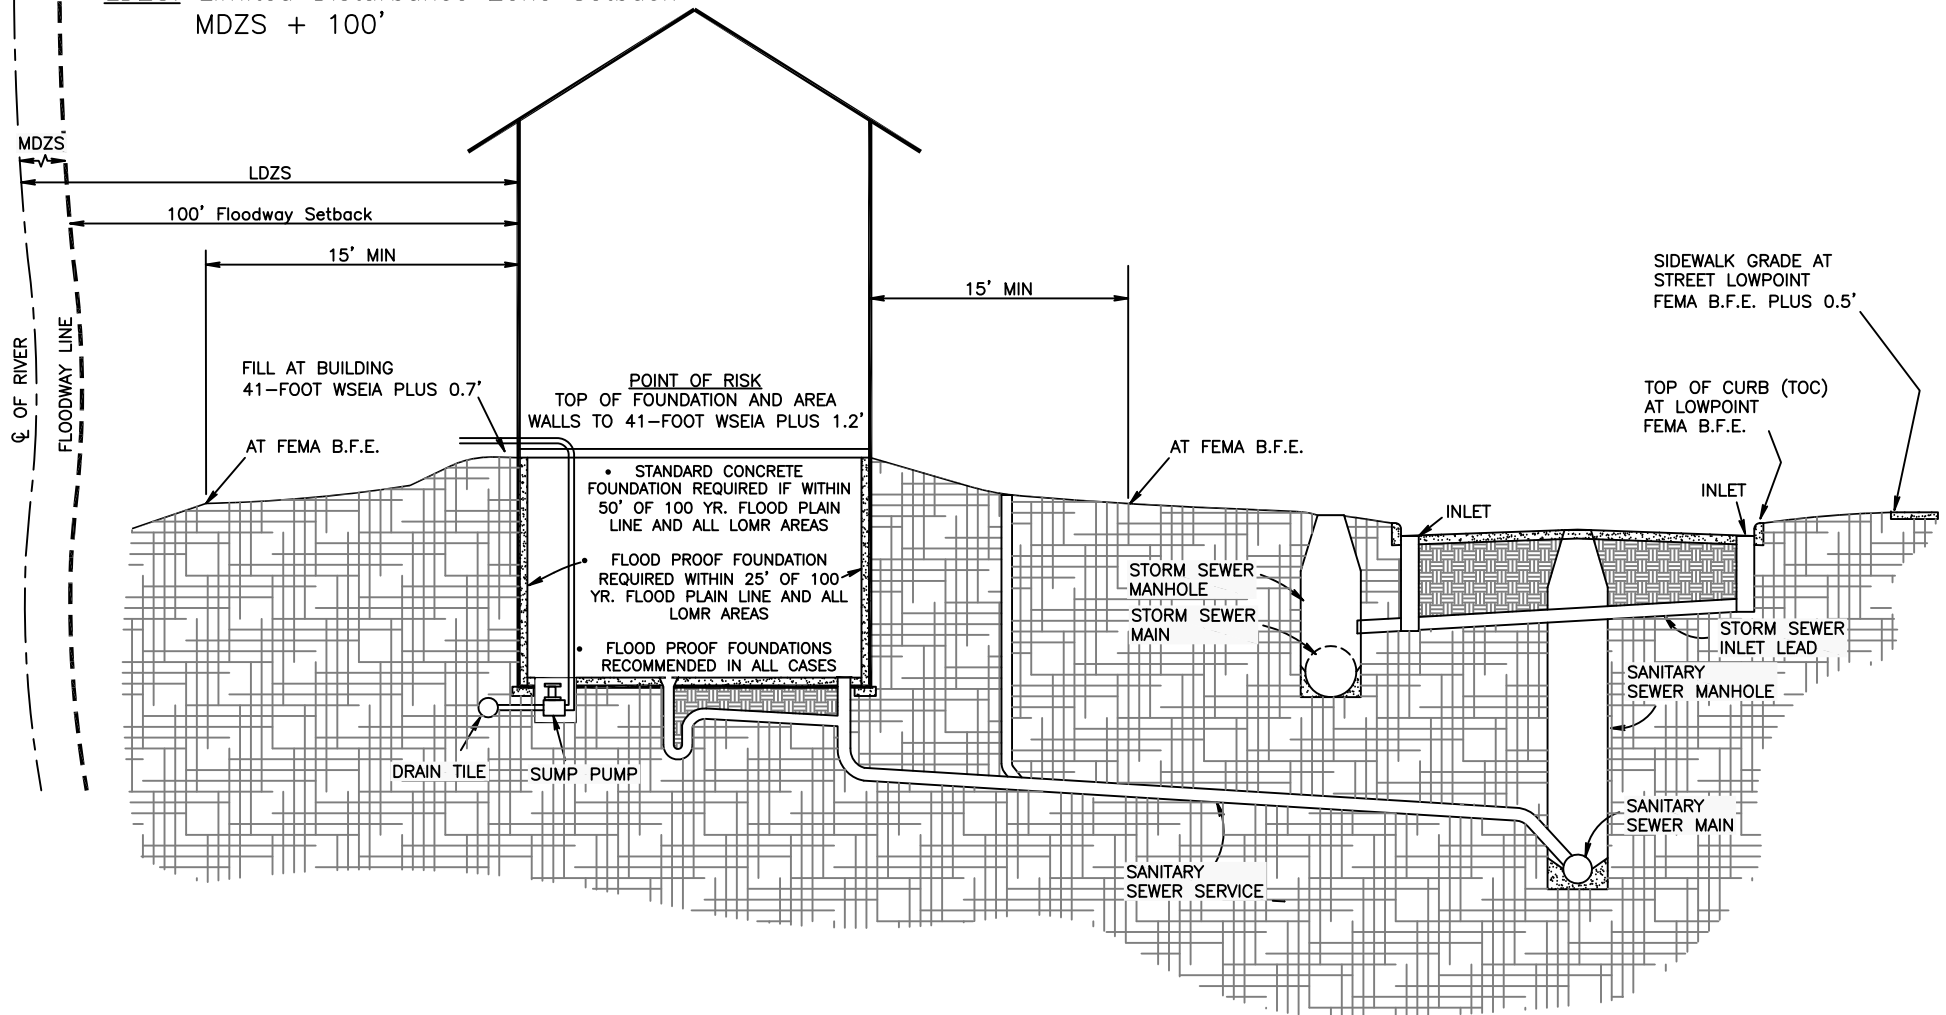 LDZS: Limited Disturbance Zone Setback
MDZS + 100'
MDZS
LDZS
100' Floodway Setback
15' MIN
15' MIN
SIDEWALK GRADE AT
STREET LOWPOINT
FEMA B.F.E. PLUS 0.5'
℄ OF RIVER
FLOODWAY LINE
FILL AT BUILDING
41-FOOT WSEIA PLUS 0.7'
POINT OF RISK
TOP OF FOUNDATION AND AREA
WALLS TO 41-FOOT WSEIA PLUS 1.2'
TOP OF CURB (TOC)
AT LOWPOINT
FEMA B.F.E.
AT FEMA B.F.E.
AT FEMA B.F.E.
• STANDARD CONCRETE
FOUNDATION REQUIRED IF WITHIN
50' OF 100 YR. FLOOD PLAIN
LINE AND ALL LOMR AREAS
• FLOOD PROOF FOUNDATION
REQUIRED WITHIN 25' OF 100
YR. FLOOD PLAIN LINE AND ALL
LOMR AREAS
• FLOOD PROOF FOUNDATIONS
RECOMMENDED IN ALL CASES
INLET
INLET
STORM SEWER
MANHOLE
STORM SEWER
MAIN
STORM SEWER
INLET LEAD
SANITARY
SEWER MANHOLE
DRAIN TILE
SUMP PUMP
SANITARY
SEWER MAIN
SANITARY
SEWER SERVICE